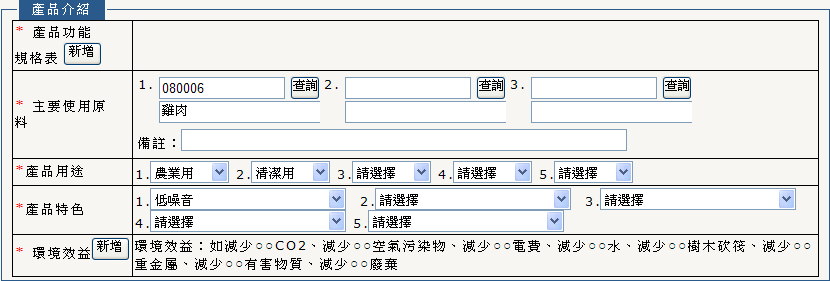 產品介紹
* 產品功能
規格表 新增
* 主要使用原
料
1. 080006 查詢 2. 查詢 3. 查詢
雞肉
備註：
* 產品用途 1. 農業用 2. 清潔用 3. 請選擇 4. 請選擇 5. 請選擇
* 產品特色 1. 低噪音 2. 請選擇 3. 請選擇
4. 請選擇 5. 請選擇
* 環境效益 新增 環境效益：如減少○○CO2、減少○○空氣污染物、減少○○電費、減少○○水、減少○○樹木砍筏、減少○○
重金屬、減少○○有害物質、減少○○廢棄